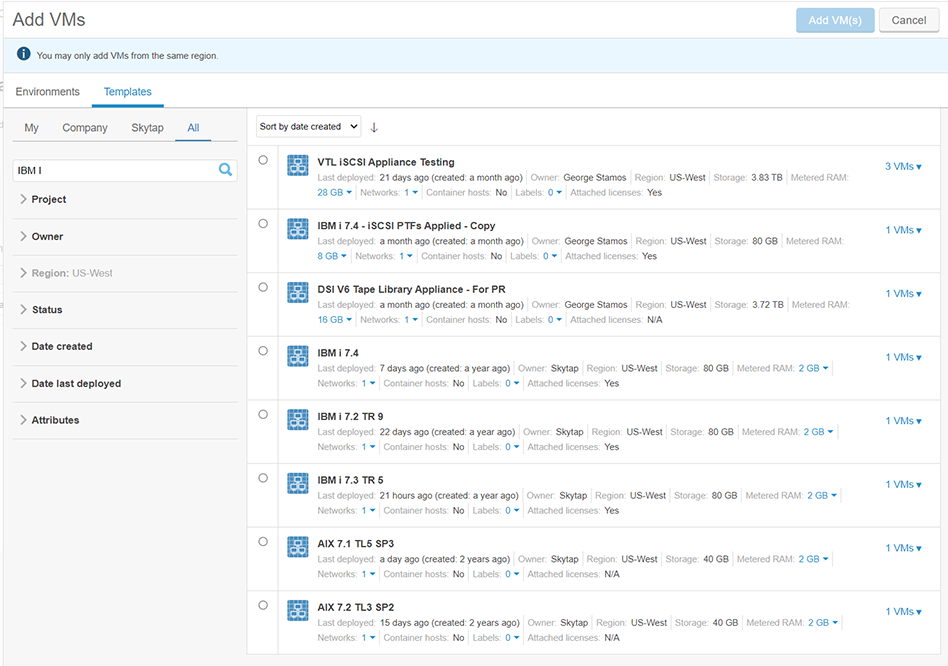 Add VMs
Add VM(s)
Cancel
You may only add VMs from the same region.
Environments
Templates
My
Company
Skytap
All
IBM I
Project
Owner
Region: US-West
Status
Date created
Date last deployed
Attributes
Sort by date created
VTL iSCSI Appliance Testing
Last deployed: 21 days ago (created: a month ago) Owner: George Stamos Region: US-West Storage: 3.83 TB Metered RAM:
28 GB Networks: 1 Container hosts: No Labels: 0 Attached licenses: Yes
3 VMs
IBM i 7.4 - iSCSI PTFs Applied - Copy
Last deployed: a month ago (created: a month ago) Owner: George Stamos Region: US-West Storage: 80 GB Metered RAM:
8 GB Networks: 1 Container hosts: No Labels: 0 Attached licenses: Yes
1 VMs
DSI V6 Tape Library Appliance - For PR
Last deployed: a month ago (created: a month ago) Owner: George Stamos Region: US-West Storage: 3.72 TB Metered RAM:
16 GB Networks: 1 Container hosts: No Labels: 0 Attached licenses: N/A
1 VMs
IBM i 7.4
Last deployed: 7 days ago (created: a year ago) Owner: Skytap Region: US-West Storage: 80 GB Metered RAM: 2 GB
Networks: 1 Container hosts: No Labels: 0 Attached licenses: Yes
1 VMs
IBM i 7.2 TR 9
Last deployed: 22 days ago (created: a year ago) Owner: Skytap Region: US-West Storage: 80 GB Metered RAM: 2 GB
Networks: 1 Container hosts: No Labels: 0 Attached licenses: Yes
1 VMs
IBM i 7.3 TR 5
Last deployed: 21 hours ago (created: a year ago) Owner: Skytap Region: US-West Storage: 80 GB Metered RAM: 2 GB
Networks: 1 Container hosts: No Labels: 0 Attached licenses: Yes
1 VMs
AIX 7.1 TL5 SP3
Last deployed: a day ago (created: 2 years ago) Owner: Skytap Region: US-West Storage: 40 GB Metered RAM: 2 GB
Networks: 1 Container hosts: No Labels: 0 Attached licenses: N/A
1 VMs
AIX 7.2 TL3 SP2
Last deployed: 15 days ago (created: 2 years ago) Owner: Skytap Region: US-West Storage: 40 GB Metered RAM: 2 GB
Networks: 1 Container hosts: No Labels: 0 Attached licenses: N/A
1 VMs